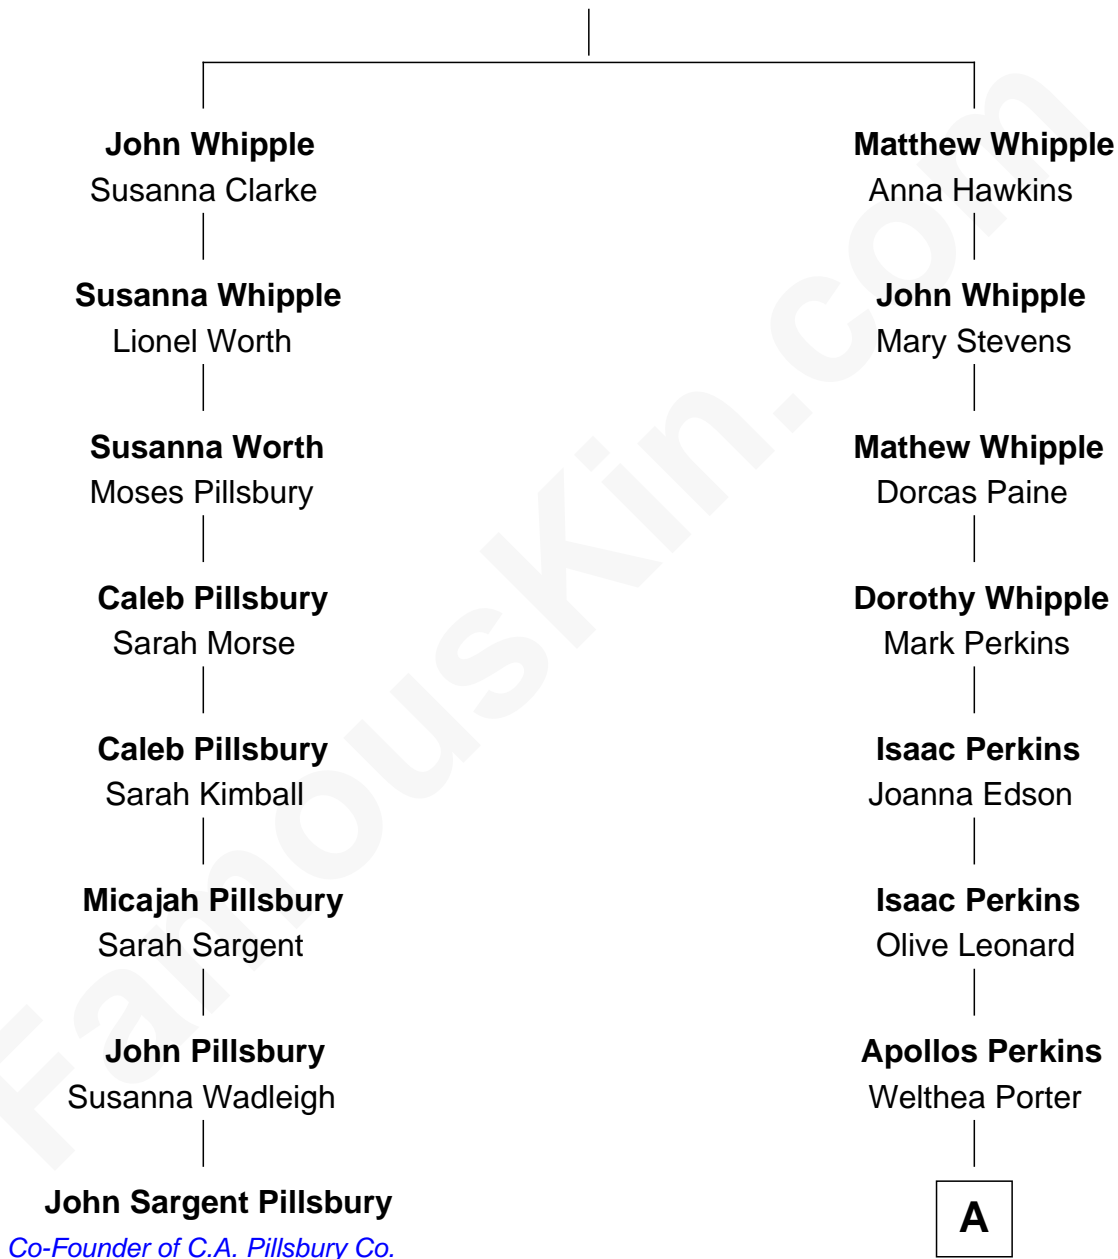 John Whipple
Susanna Clarke
Susanna Whipple
Lionel Worth
Susanna Worth
Moses Pillsbury
Caleb Pillsbury
Sarah Morse
Caleb Pillsbury
Sarah Kimball
Micajah Pillsbury
Sarah Sargent
John Pillsbury
Susanna Wadleigh
John Sargent Pillsbury
Co-Founder of C.A. Pillsbury Co.
Matthew Whipple
Anna Hawkins
John Whipple
Mary Stevens
Mathew Whipple
Dorcas Paine
Dorothy Whipple
Mark Perkins
Isaac Perkins
Joanna Edson
Isaac Perkins
Olive Leonard
Apollos Perkins
Welthea Porter
A
FamousKin.com